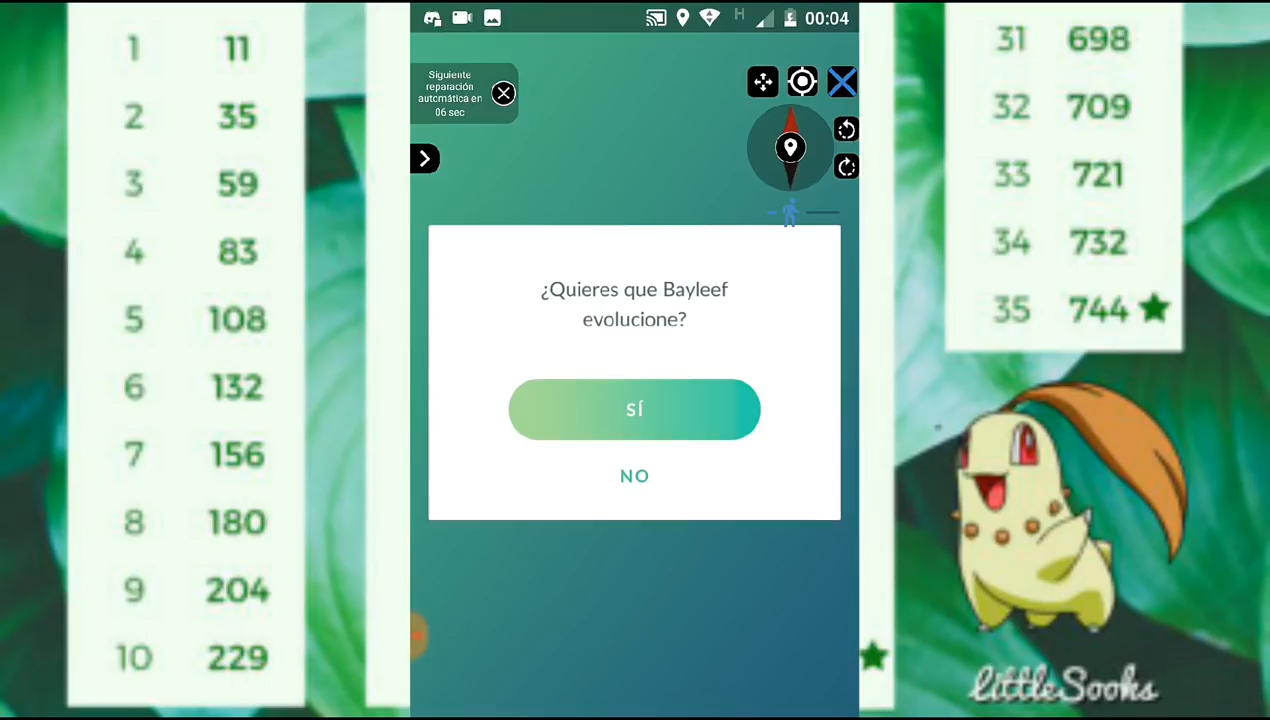 1 11
2 35
3 59
4 83
5 108
6 132
7 156
8 180
9 204
10 229
H 00:04
Siguiente
reparación
automática en
06 sec
¿Quieres que Bayleef
evolucione?
SÍ
NO
31 698
32 709
33 721
34 732
35 744
littleSooks